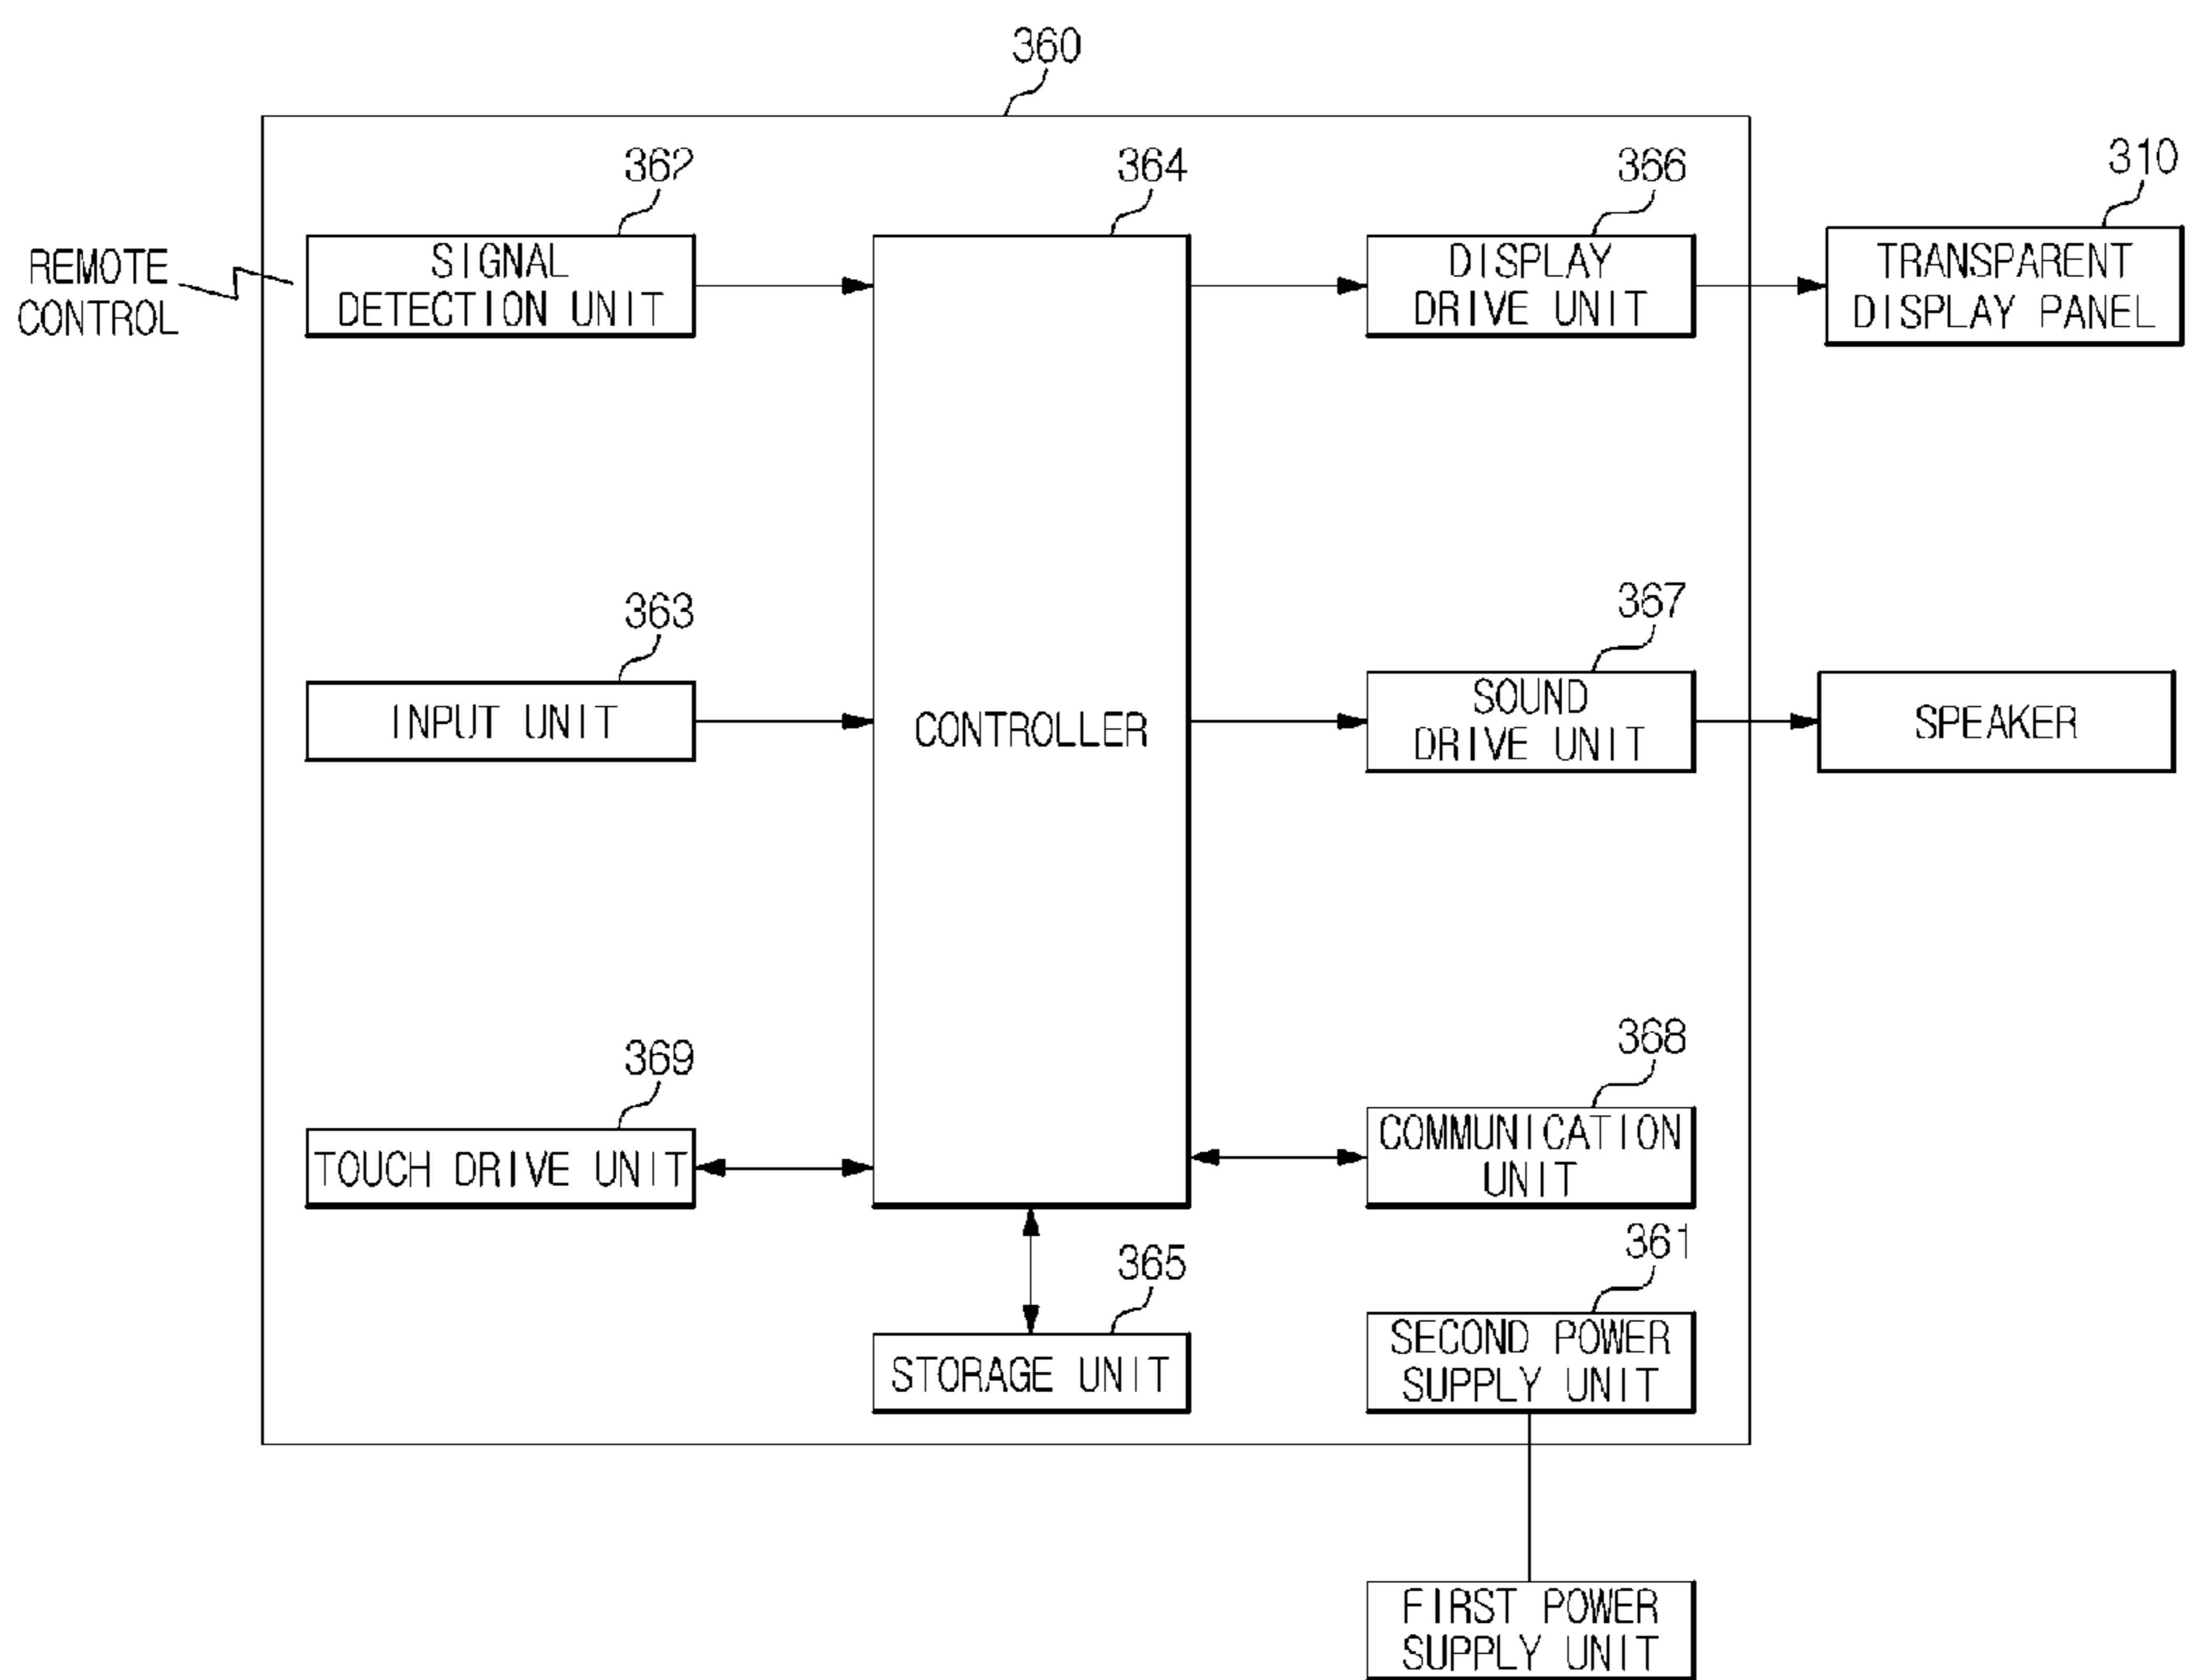 360
362
364
366
310
REMOTE
CONTROL
SIGNAL
DETECTION UNIT
DISPLAY
DRIVE UNIT
TRANSPARENT
DISPLAY PANEL
363
367
INPUT UNIT
CONTROLLER
SOUND
DRIVE UNIT
SPEAKER
369
368
TOUCH DRIVE UNIT
COMMUNICATION
UNIT
365
361
STORAGE UNIT
SECOND POWER
SUPPLY UNIT
FIRST POWER
SUPPLY UNIT